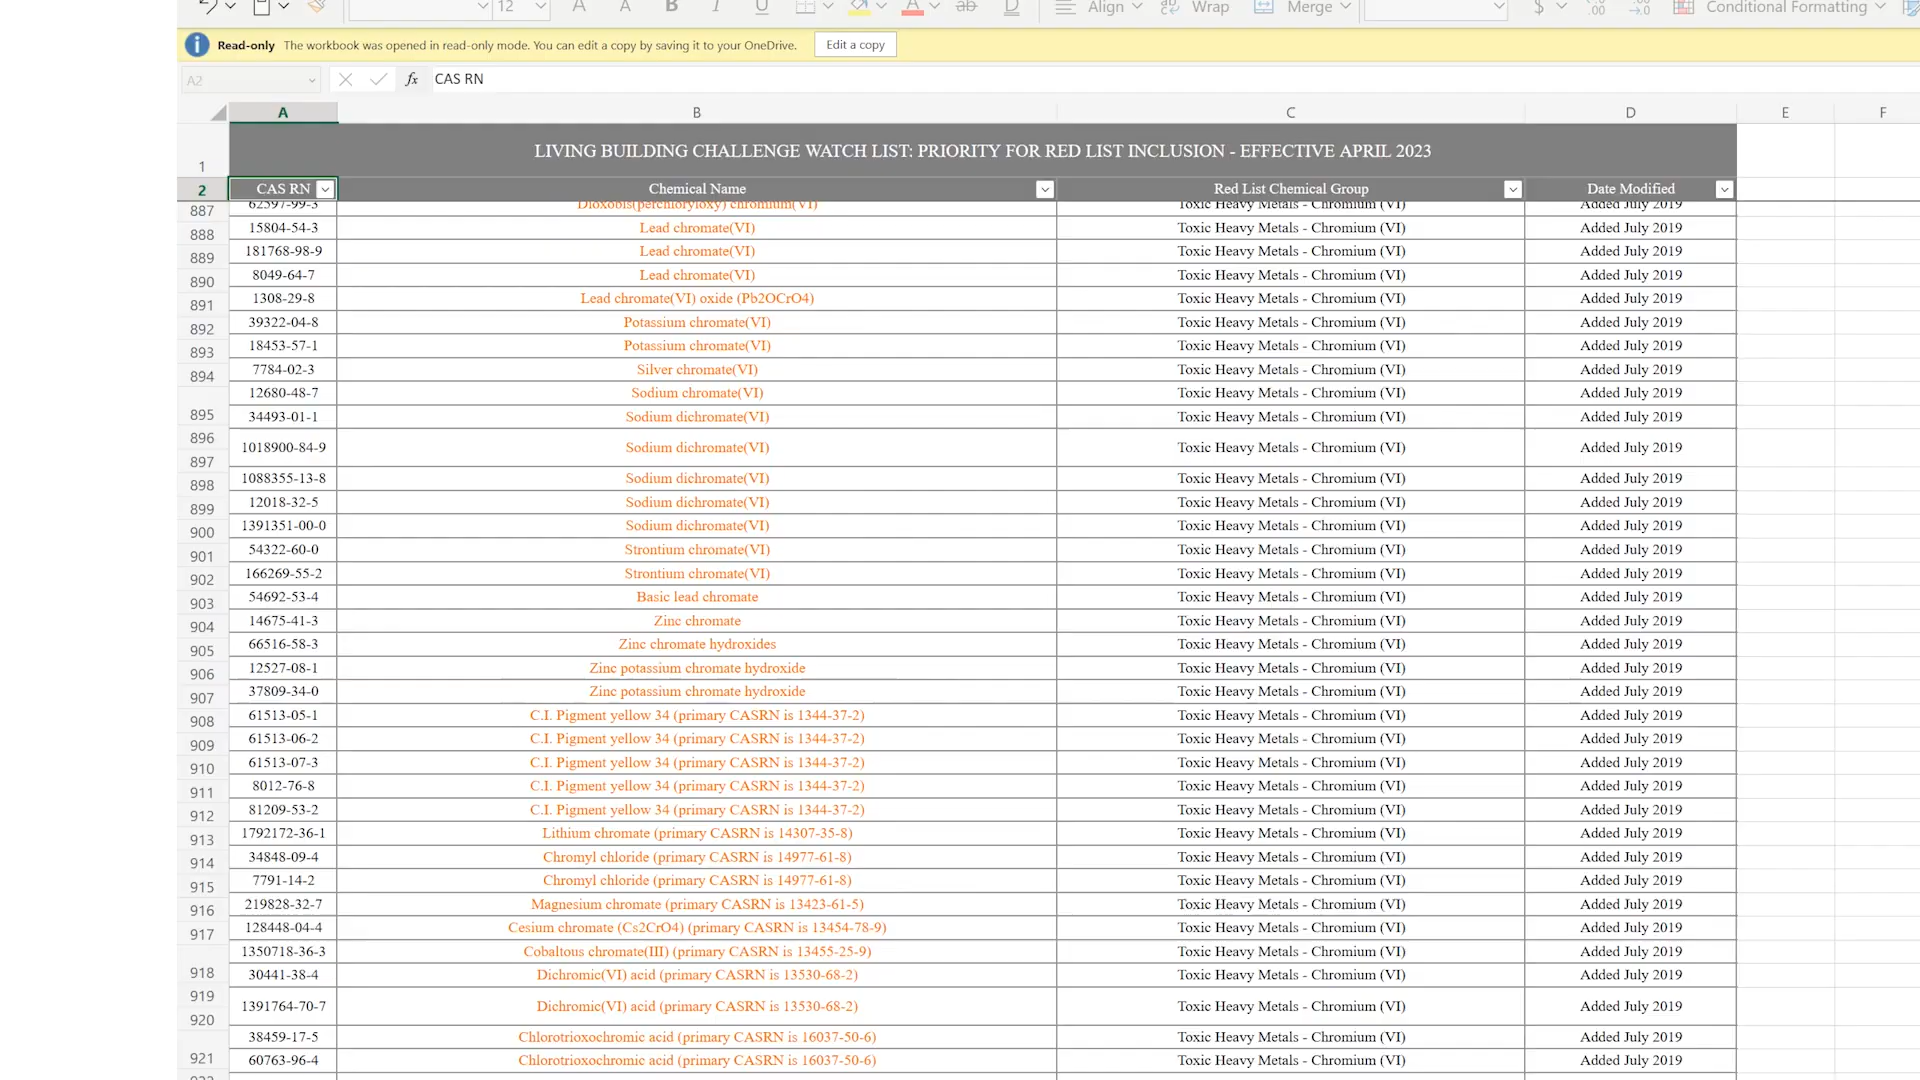 12 A A B I U ab D Align Wrap Merge $ Conditional Formatting
Read-only The workbook was opened in read-only mode. You can edit a copy by saving it to your OneDrive. Edit a copy
A2 fx CAS RN
A B C D E F
1 LIVING BUILDING CHALLENGE WATCH LIST: PRIORITY FOR RED LIST INCLUSION - EFFECTIVE APRIL 2023
2 CAS RN Chemical Name Red List Chemical Group Date Modified
887 62597-99-3 Dioxobis(perchloryloxy) chromium(VI) Toxic Heavy Metals - Chromium (VI) Added July 2019
888 15804-54-3 Lead chromate(VI) Toxic Heavy Metals - Chromium (VI) Added July 2019
889 181768-98-9 Lead chromate(VI) Toxic Heavy Metals - Chromium (VI) Added July 2019
890 8049-64-7 Lead chromate(VI) Toxic Heavy Metals - Chromium (VI) Added July 2019
891 1308-29-8 Lead chromate(VI) oxide (Pb2OCrO4) Toxic Heavy Metals - Chromium (VI) Added July 2019
892 39322-04-8 Potassium chromate(VI) Toxic Heavy Metals - Chromium (VI) Added July 2019
893 18453-57-1 Potassium chromate(VI) Toxic Heavy Metals - Chromium (VI) Added July 2019
894 7784-02-3 Silver chromate(VI) Toxic Heavy Metals - Chromium (VI) Added July 2019
12680-48-7 Sodium chromate(VI) Toxic Heavy Metals - Chromium (VI) Added July 2019
895 34493-01-1 Sodium dichromate(VI) Toxic Heavy Metals - Chromium (VI) Added July 2019
896
897 1018900-84-9 Sodium dichromate(VI) Toxic Heavy Metals - Chromium (VI) Added July 2019
898 1088355-13-8 Sodium dichromate(VI) Toxic Heavy Metals - Chromium (VI) Added July 2019
899 12018-32-5 Sodium dichromate(VI) Toxic Heavy Metals - Chromium (VI) Added July 2019
900 1391351-00-0 Sodium dichromate(VI) Toxic Heavy Metals - Chromium (VI) Added July 2019
901 54322-60-0 Strontium chromate(VI) Toxic Heavy Metals - Chromium (VI) Added July 2019
902 166269-55-2 Strontium chromate(VI) Toxic Heavy Metals - Chromium (VI) Added July 2019
903 54692-53-4 Basic lead chromate Toxic Heavy Metals - Chromium (VI) Added July 2019
904 14675-41-3 Zinc chromate Toxic Heavy Metals - Chromium (VI) Added July 2019
905 66516-58-3 Zinc chromate hydroxides Toxic Heavy Metals - Chromium (VI) Added July 2019
906 12527-08-1 Zinc potassium chromate hydroxide Toxic Heavy Metals - Chromium (VI) Added July 2019
907 37809-34-0 Zinc potassium chromate hydroxide Toxic Heavy Metals - Chromium (VI) Added July 2019
908 61513-05-1 C.I. Pigment yellow 34 (primary CASRN is 1344-37-2) Toxic Heavy Metals - Chromium (VI) Added July 2019
909 61513-06-2 C.I. Pigment yellow 34 (primary CASRN is 1344-37-2) Toxic Heavy Metals - Chromium (VI) Added July 2019
910 61513-07-3 C.I. Pigment yellow 34 (primary CASRN is 1344-37-2) Toxic Heavy Metals - Chromium (VI) Added July 2019
911 8012-76-8 C.I. Pigment yellow 34 (primary CASRN is 1344-37-2) Toxic Heavy Metals - Chromium (VI) Added July 2019
912 81209-53-2 C.I. Pigment yellow 34 (primary CASRN is 1344-37-2) Toxic Heavy Metals - Chromium (VI) Added July 2019
913 1792172-36-1 Lithium chromate (primary CASRN is 14307-35-8) Toxic Heavy Metals - Chromium (VI) Added July 2019
914 34848-09-4 Chromyl chloride (primary CASRN is 14977-61-8) Toxic Heavy Metals - Chromium (VI) Added July 2019
915 7791-14-2 Chromyl chloride (primary CASRN is 14977-61-8) Toxic Heavy Metals - Chromium (VI) Added July 2019
916 219828-32-7 Magnesium chromate (primary CASRN is 13423-61-5) Toxic Heavy Metals - Chromium (VI) Added July 2019
917 128448-04-4 Cesium chromate (Cs2CrO4) (primary CASRN is 13454-78-9) Toxic Heavy Metals - Chromium (VI) Added July 2019
1350718-36-3 Cobaltous chromate(III) (primary CASRN is 13455-25-9) Toxic Heavy Metals - Chromium (VI) Added July 2019
918 30441-38-4 Dichromic(VI) acid (primary CASRN is 13530-68-2) Toxic Heavy Metals - Chromium (VI) Added July 2019
919
920 1391764-70-7 Dichromic(VI) acid (primary CASRN is 13530-68-2) Toxic Heavy Metals - Chromium (VI) Added July 2019
38459-17-5 Chlorotrioxochromic acid (primary CASRN is 16037-50-6) Toxic Heavy Metals - Chromium (VI) Added July 2019
921 60763-96-4 Chlorotrioxochromic acid (primary CASRN is 16037-50-6) Toxic Heavy Metals - Chromium (VI) Added July 2019